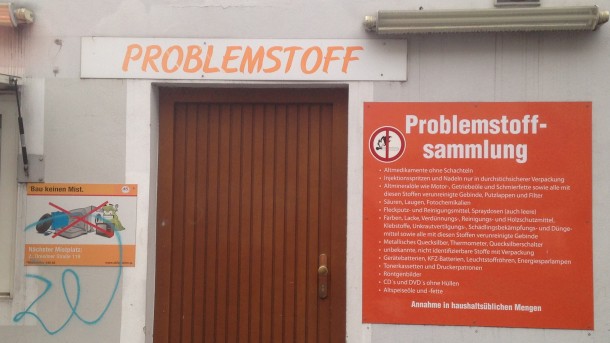 PROBLEMSTOFF
Problemstoff-
sammlung
• Altmedikamente ohne Schachteln
• Injektionsspritzen und Nadeln nur in durchstichsicherer Verpackung
• Altmineralöle wie Motor-, Getriebeöle und Schmierfette sowie alle mit
diesen Stoffen verunreinigte Gebinde, Putzlappen und Filter
• Säuren, Laugen, Fotochemikalien
• Fleckputz- und Reinigungsmittel, Spraydosen (auch leere)
• Farben, Lacke, Verdünnungs-, Reinigungs- und Holzschutzmittel,
Klebstoffe, Unkrautvertilgungs-, Schädlingsbekämpfungs- und Dünge-
mittel sowie alle mit diesen Stoffen verunreinigte Gebinde
• Metallisches Quecksilber, Thermometer, Quecksilberschalter
• unbekannte, nicht identifizierbare Stoffe mit Verpackung
• Gerätebatterien, KFZ-Batterien, Leuchtstoffröhren, Energiesparlampen
• Tonerkassetten und Druckerpatronen
• Röntgenbilder
• CD´s und DVD´s ohne Hüllen
• Altspeiseöle und -fette
Annahme in haushaltsüblichen Mengen
Bau keinen Mist.
Nächster Mistplatz: